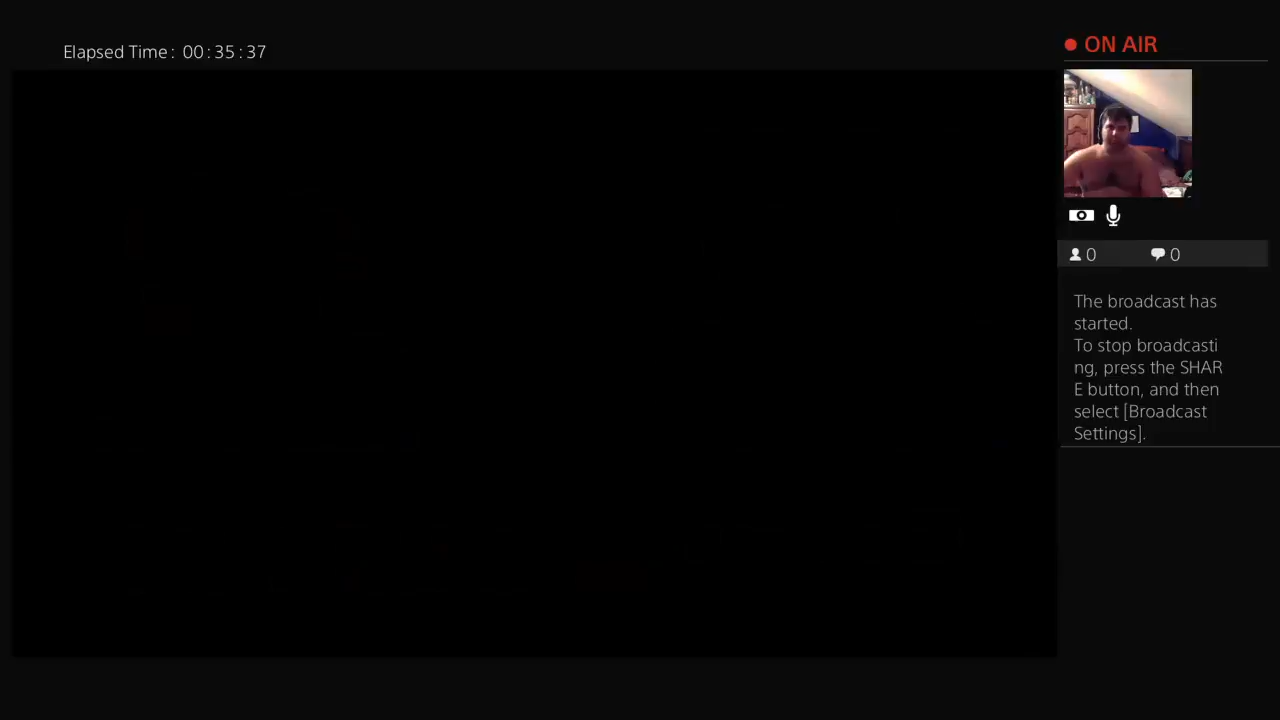 Elapsed Time: 00:35:37
ON AIR
0 0
The broadcast has
started.
To stop broadcasti
ng, press the SHAR
E button, and then
select [Broadcast
Settings].